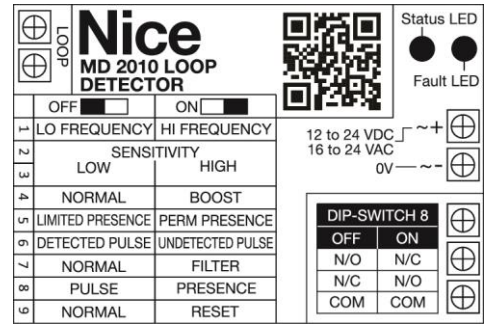 LOOP
Nice
MD 2010 LOOP
DETECTOR
Status LED
Fault LED
OFF ON
1 LO FREQUENCY HI FREQUENCY
2 SENSITIVITY
3 LOW HIGH
4 NORMAL BOOST
5 LIMITED PRESENCE PERM PRESENCE
6 DETECTED PULSE UNDETECTED PULSE
7 NORMAL FILTER
8 PULSE PRESENCE
9 NORMAL RESET
12 to 24 VDC ~+
16 to 24 VAC
0V ~-
DIP-SWITCH 8
OFF ON
N/O N/C
N/C N/O
COM COM